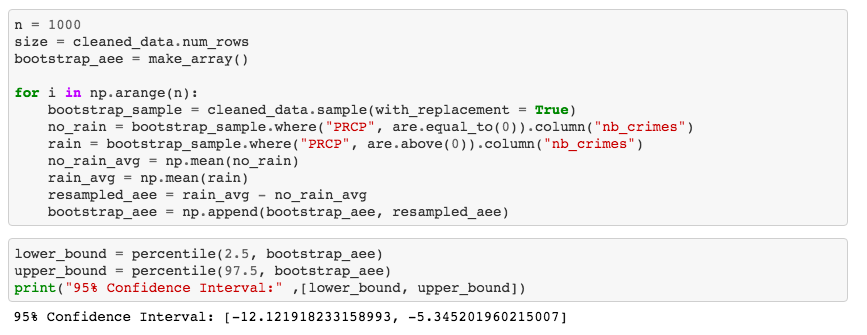 n = 1000
size = cleaned_data.num_rows
bootstrap_aee = make_array()
for i in np.arange(n):
    bootstrap_sample = cleaned_data.sample(with_replacement = True)
    no_rain = bootstrap_sample.where("PRCP", are.equal_to(0)).column("nb_crimes")
    rain = bootstrap_sample.where("PRCP", are.above(0)).column("nb_crimes")
    no_rain_avg = np.mean(no_rain)
    rain_avg = np.mean(rain)
    resampled_aee = rain_avg - no_rain_avg
    bootstrap_aee = np.append(bootstrap_aee, resampled_aee)
lower_bound = percentile(2.5, bootstrap_aee)
upper_bound = percentile(97.5, bootstrap_aee)
print("95% Confidence Interval:" ,[lower_bound, upper_bound])
95% Confidence Interval: [-12.121918233158993, -5.345201960215007]